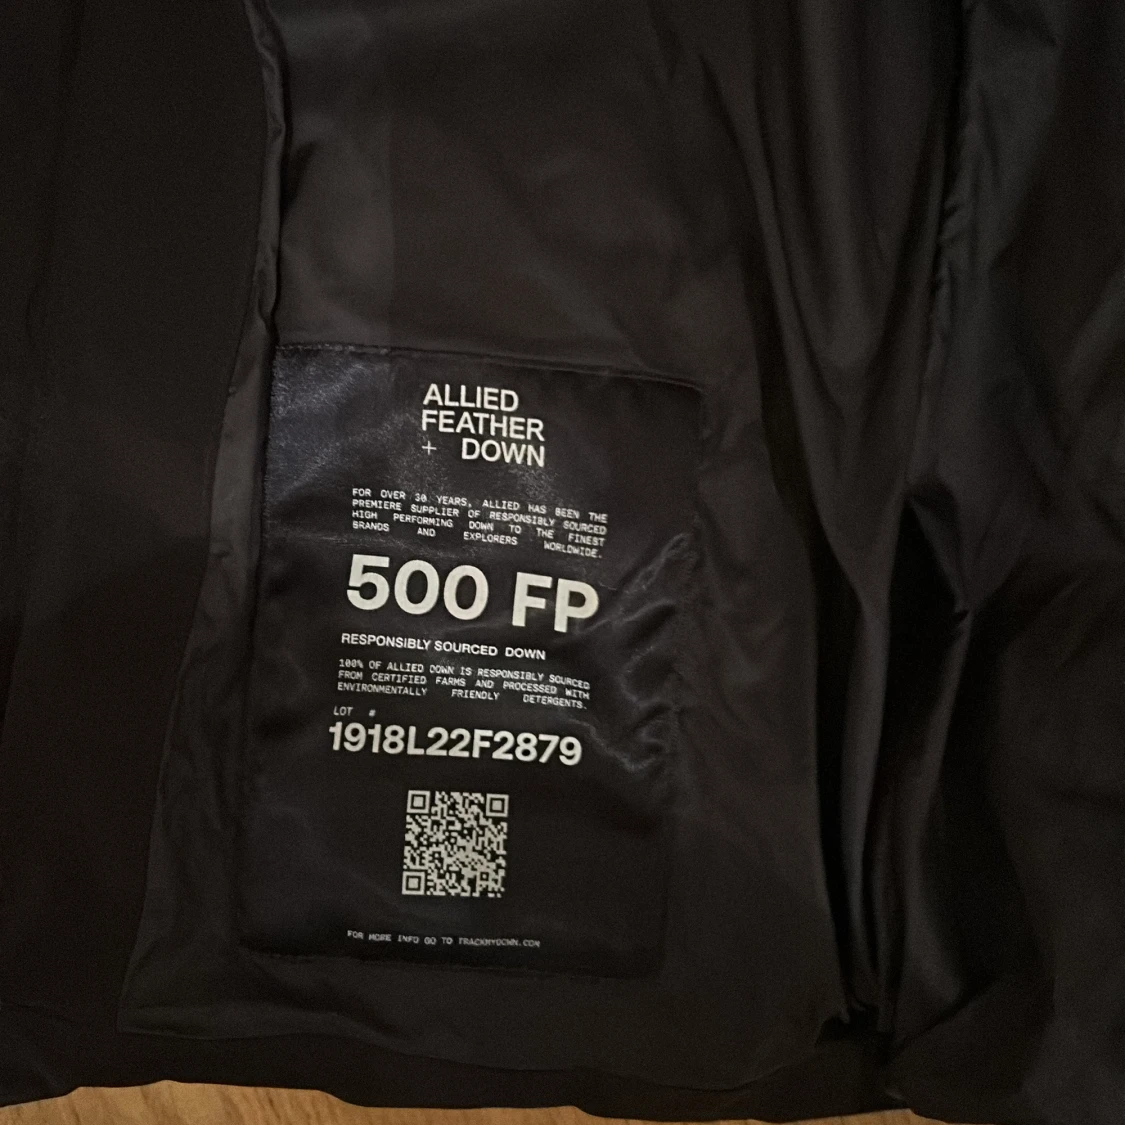 ALLIED
FEATHER
+ DOWN
FOR OVER 30 YEARS, ALLIED HAS BEEN THE
PREMIERE SUPPLIER OF RESPONSIBLY SOURCED
HIGH PERFORMING DOWN TO THE FINEST
BRANDS AND EXPLORERS WORLDWIDE.
500 FP
RESPONSIBLY SOURCED DOWN
100% OF ALLIED DOWN IS RESPONSIBLY SOURCED
FROM CERTIFIED FARMS AND PROCESSED WITH
ENVIRONMENTALLY FRIENDLY DETERGENTS.
LOT #
1918L22F2879
FOR MORE INFO GO TO TRACKMYDOWN.COM